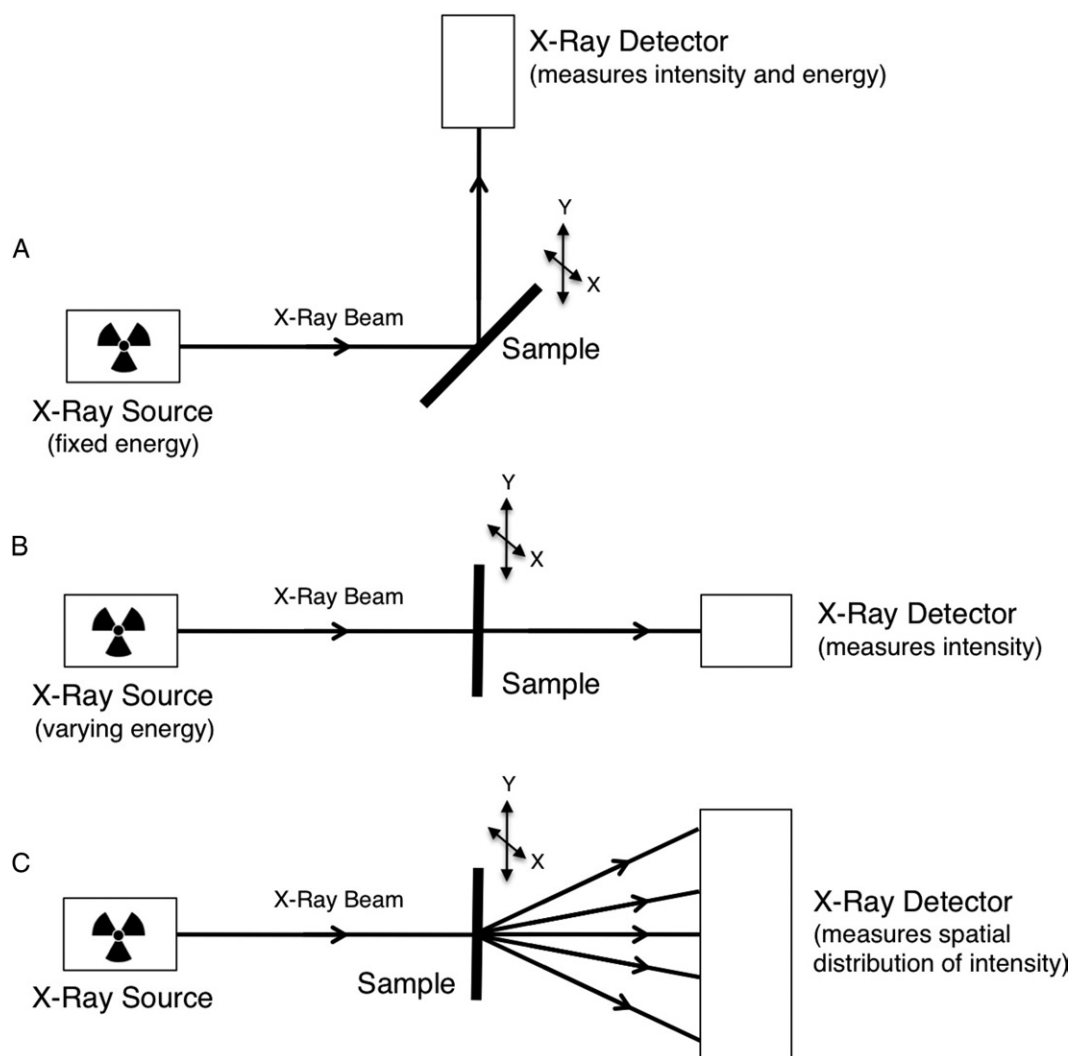 X-Ray Detector
(measures intensity and energy)
Y
A
X
X-Ray Beam
Sample
X-Ray Source
(fixed energy)
Y
B
X
X-Ray Beam
X-Ray Detector
(measures intensity)
Sample
X-Ray Source
(varying energy)
Y
C
X
X-Ray Beam
X-Ray Detector
(measures spatial
distribution of intensity)
Sample
X-Ray Source